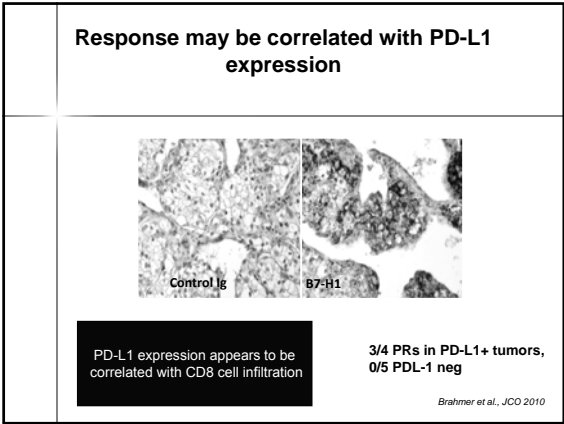 Response may be correlated with PD-L1
expression
Control Ig
B7-H1
PD-L1 expression appears to be
correlated with CD8 cell infiltration
3/4 PRs in PD-L1+ tumors,
0/5 PDL-1 neg
Brahmer et al., JCO 2010